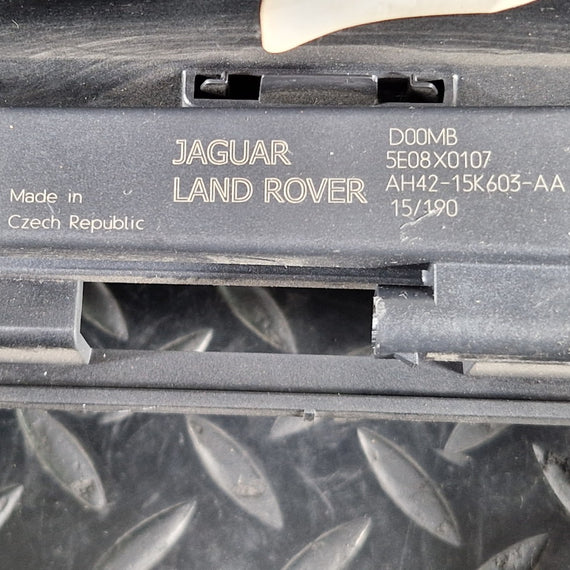 Made in
Czech Republic
JAGUAR
LAND ROVER
D00MB
5E08X0107
AH42-15K603-AA
15/190